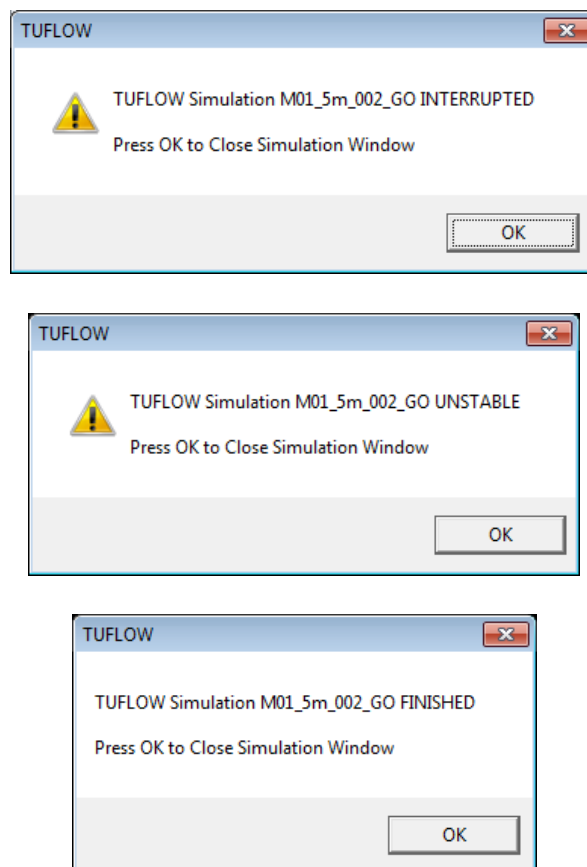 TUFLOW
TUFLOW Simulation M01_5m_002_GO INTERRUPTED
Press OK to Close Simulation Window
OK
TUFLOW
TUFLOW Simulation M01_5m_002_GO UNSTABLE
Press OK to Close Simulation Window
OK
TUFLOW
TUFLOW Simulation M01_5m_002_GO FINISHED
Press OK to Close Simulation Window
OK